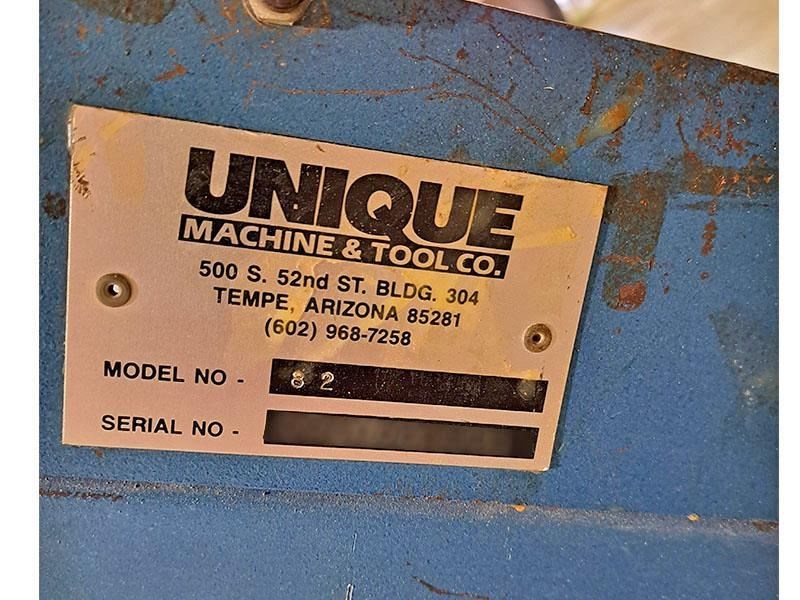 UNIQUE
MACHINE & TOOL CO.
500 S. 52nd ST. BLDG. 304
TEMPE, ARIZONA 85281
(602) 968-7258
MODEL NO - 82
SERIAL NO -